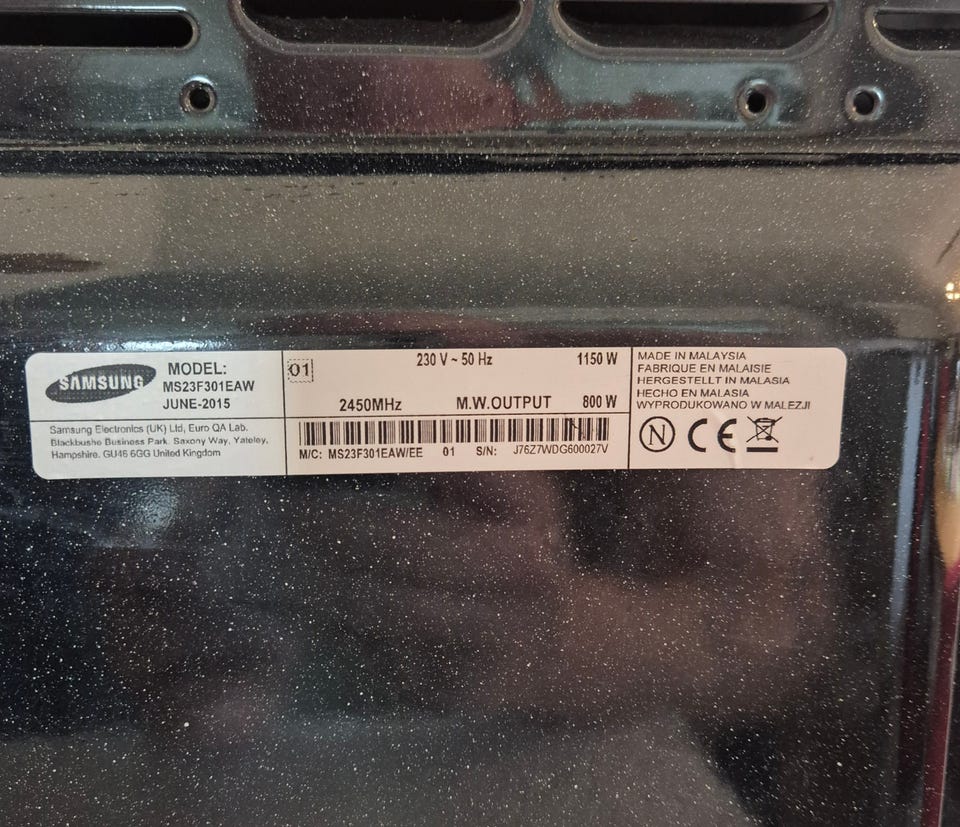 SAMSUNG
MODEL:
MS23F301EAW
JUNE-2015
Samsung Electronics (UK) Ltd, Euro QA Lab.
Blackbushe Business Park. Saxony Way, Yateley,
Hampshire. GU46 6GG United Kingdom
01
230 V ~ 50 Hz 1150 W
2450MHz M.W.OUTPUT 800 W
M/C: MS23F301EAW/EE 01 S/N: J76Z7WDG600027V
MADE IN MALAYSIA
FABRIQUE EN MALAISIE
HERGESTELLT IN MALASIA
HECHO EN MALASIA
WYPRODUKOWANO W MALEZJI
N CE